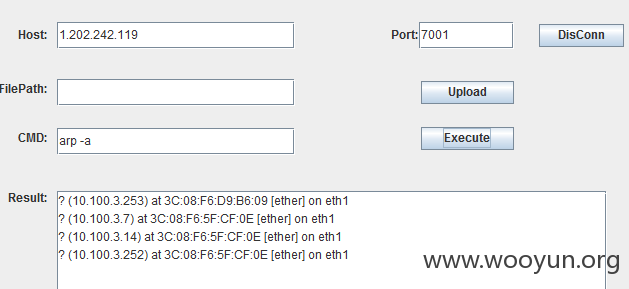 Host: 1.202.242.119 Port: 7001 DisConn
FilePath: Upload
CMD: arp -a Execute
Result: ? (10.100.3.253) at 3C:08:F6:D9:B6:09 [ether] on eth1
? (10.100.3.7) at 3C:08:F6:5F:CF:0E [ether] on eth1
? (10.100.3.14) at 3C:08:F6:5F:CF:0E [ether] on eth1
? (10.100.3.252) at 3C:08:F6:5F:CF:0E [ether] on eth1
www.wooyun.org